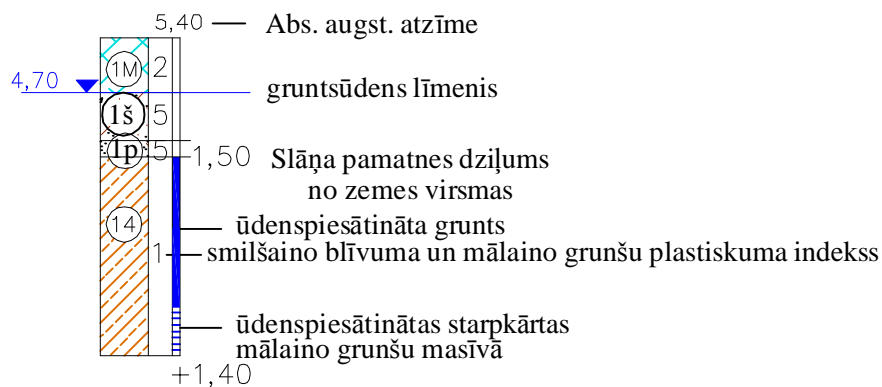 5,40 Abs. augst. atzīme
1M 2
4,70
gruntsūdens līmenis
1š 5
1p 5 1,50 Slāņa pamatnes dziļums
no zemes virsmas
14
ūdenspiesātināta grunts
1 smilšaino blīvuma un mālaino grunšu plastiskuma indekss
ūdenspiesātinātas starpkārtas
mālaino grunšu masīvā
+1,40